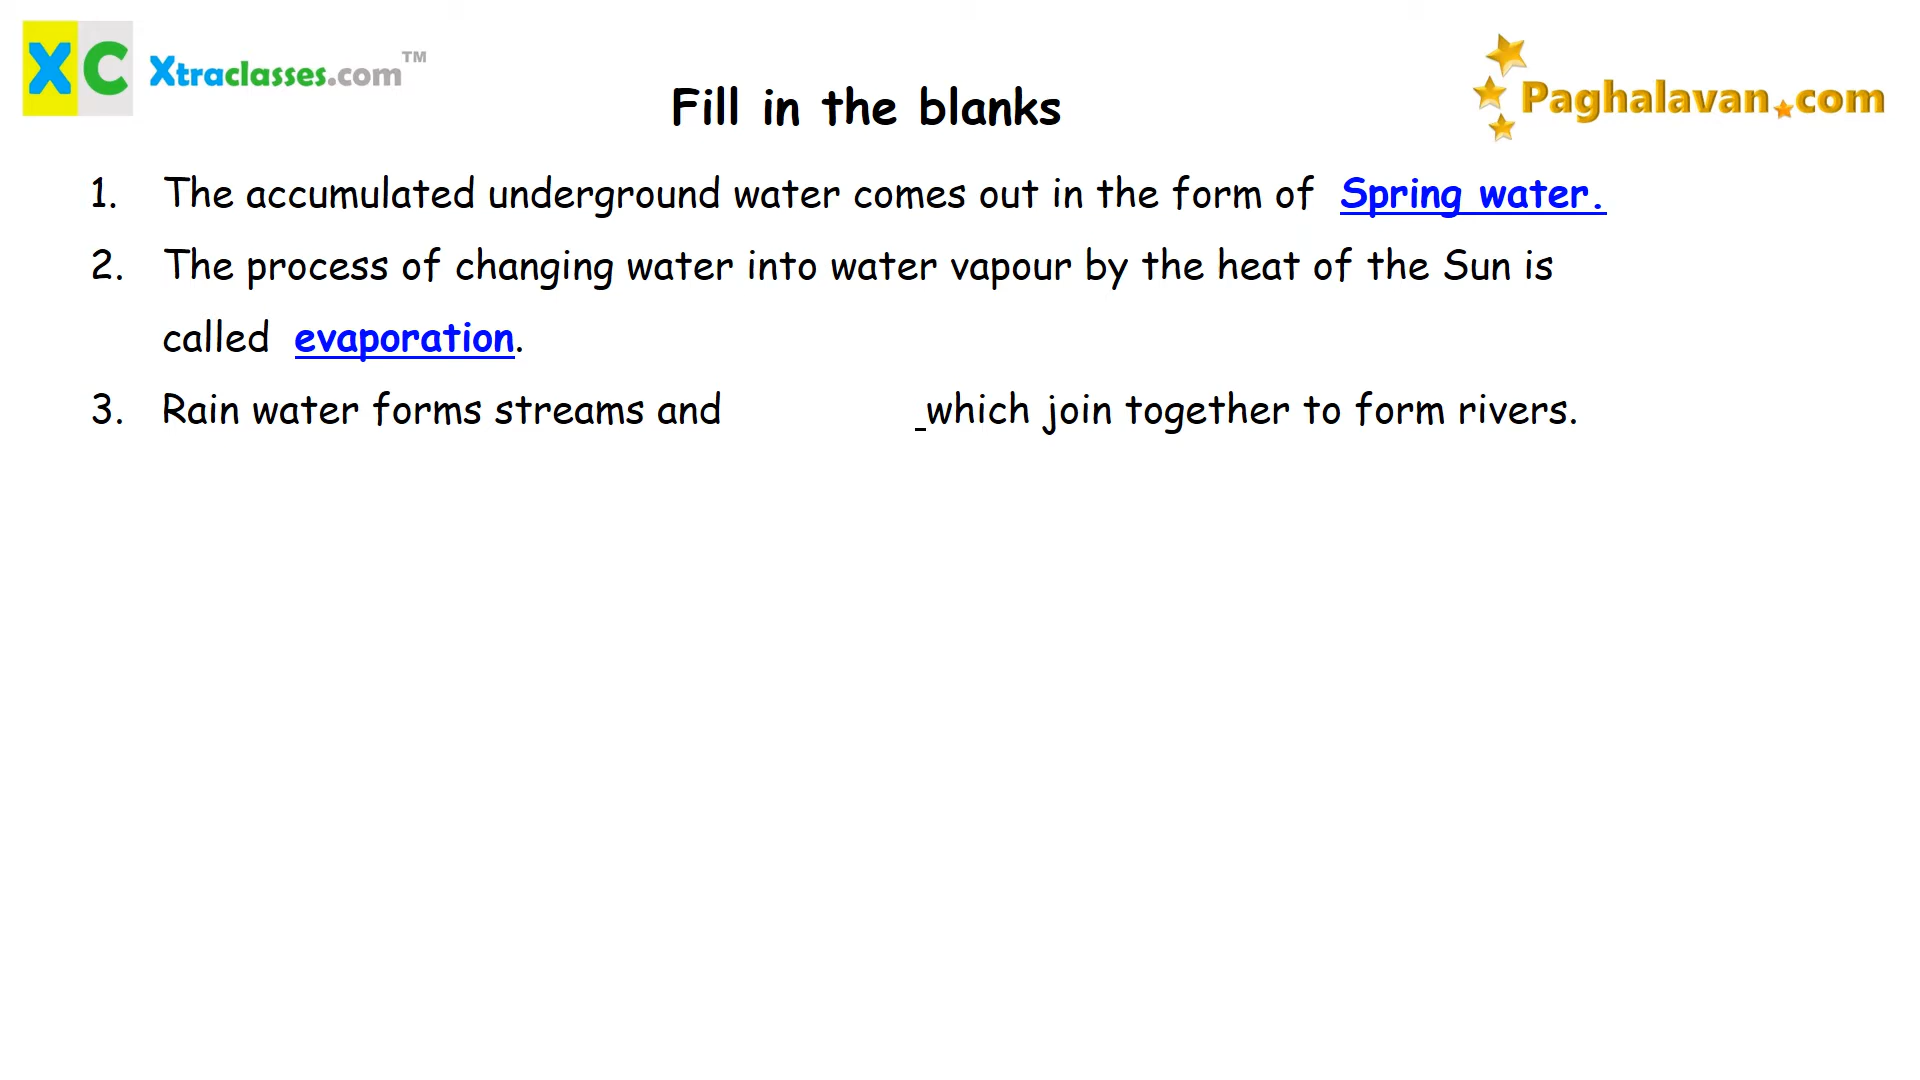 XC Xtraclasses.com™
Fill in the blanks
Paghalavan.com
1. The accumulated underground water comes out in the form of Spring water.
2. The process of changing water into water vapour by the heat of the Sun is
called evaporation.
3. Rain water forms streams and _which join together to form rivers.